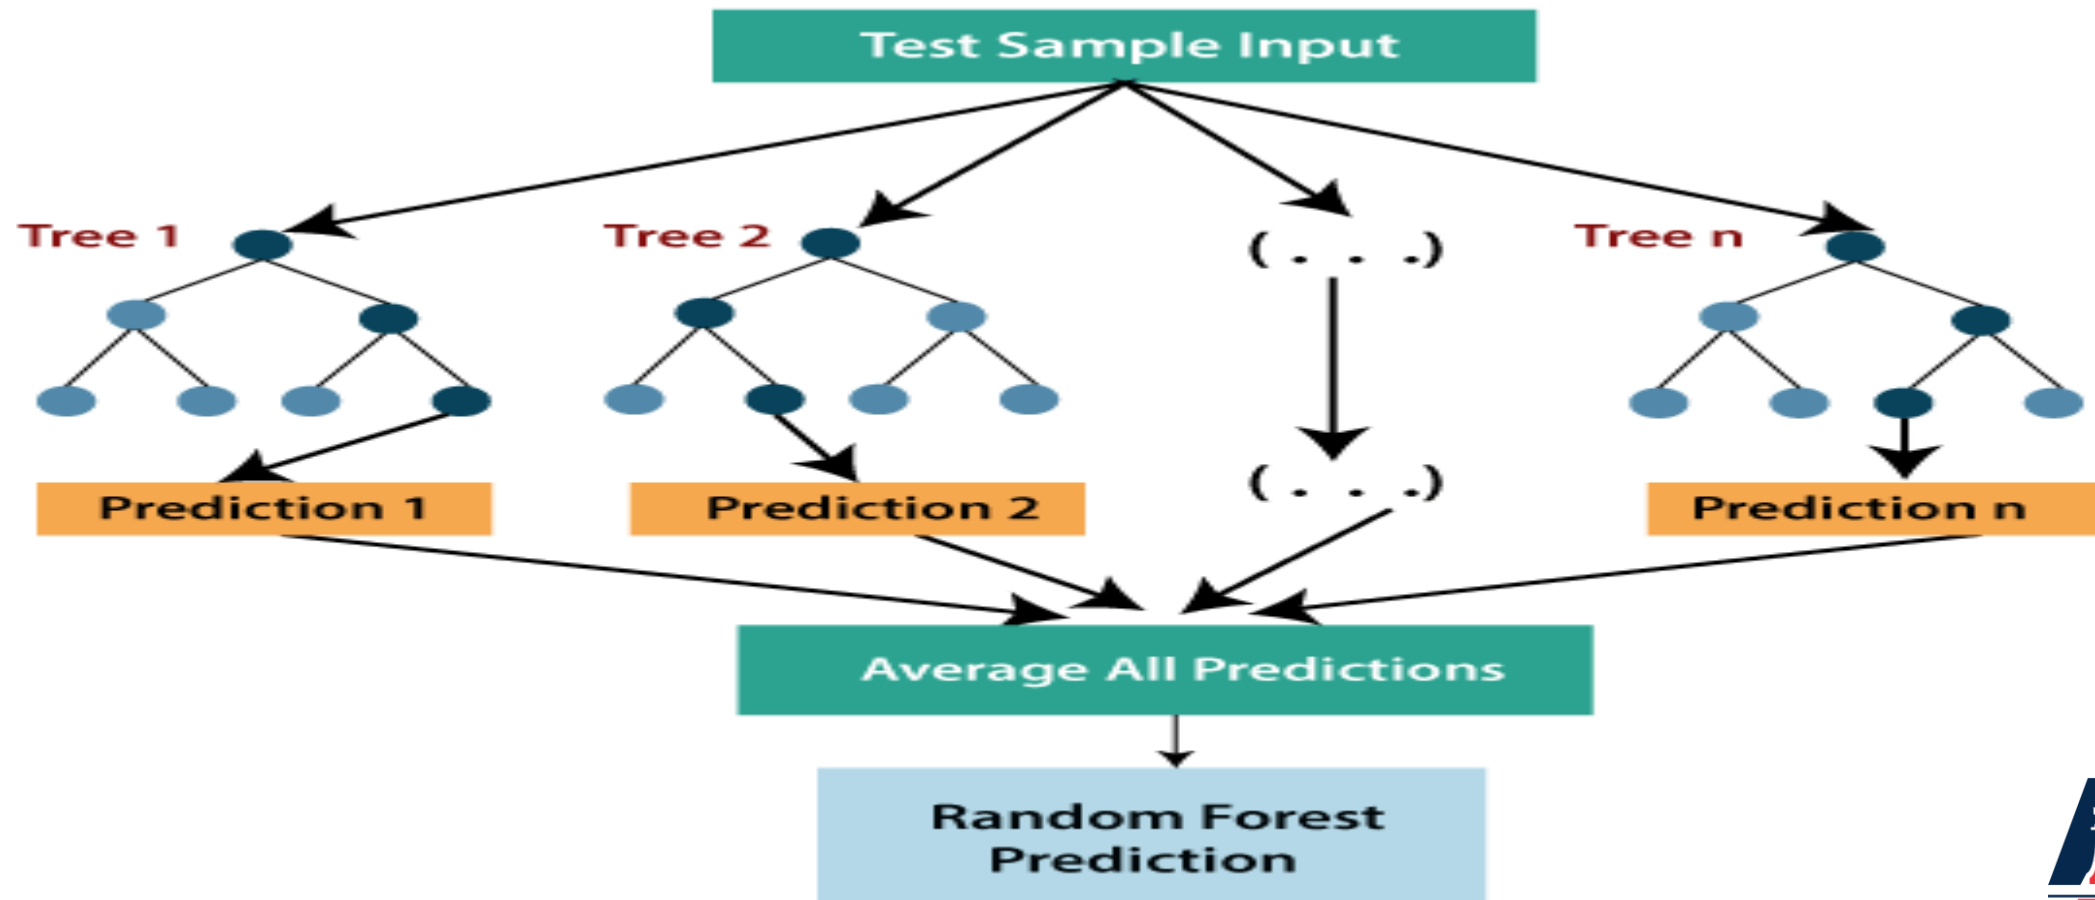 Test Sample Input
Tree 1
Tree 2
(. . .)
Tree n
(. . .)
Prediction 1
Prediction 2
Prediction n
Average All Predictions
Random Forest
Prediction